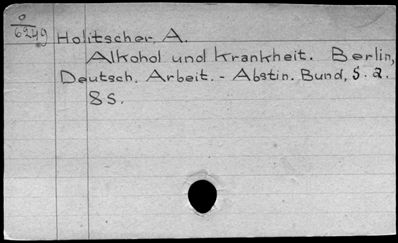 o
6249
Holitscher, A.
Alkohol und Krankheit. Berlin,
Deutsch. Arbeit. - Abstin. Bund, s. a.
8 s.